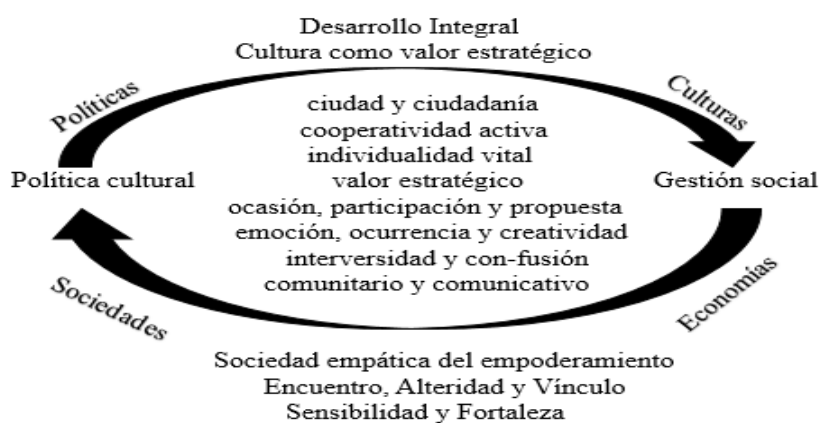 Desarrollo Integral
Cultura como valor estratégico
Políticas
Culturas
ciudad y ciudadanía
cooperatividad activa
individualidad vital
valor estratégico
Política cultural
Gestión social
ocasión, participación y propuesta
emoción, ocurrencia y creatividad
interversidad y con-fusión
comunitario y comunicativo
Sociedades
Economías
Sociedad empática del empoderamiento
Encuentro, Alteridad y Vínculo
Sensibilidad y Fortaleza